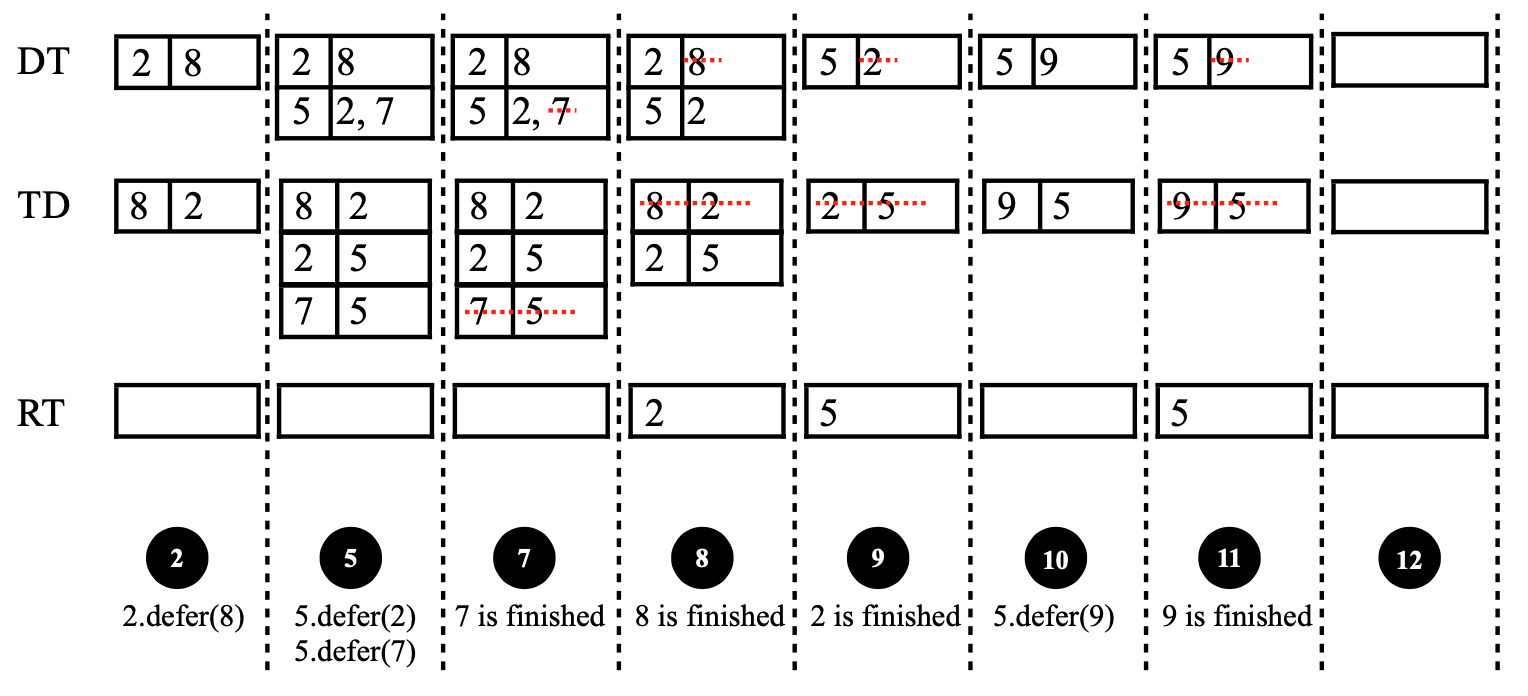 DT 2 8 2 8 2 8 2 8 5 2 5 9 5 9
5 2, 7 5 2, 7 5 2
TD 8 2 8 2 8 2 8 2 2 5 9 5 9 5
2 5 2 5 2 5
7 5 7 5
RT 2 5 5
2 5 7 8 9 10 11 12
2.defer(8) 5.defer(2) 7 is finished 8 is finished 2 is finished 5.defer(9) 9 is finished
5.defer(7)